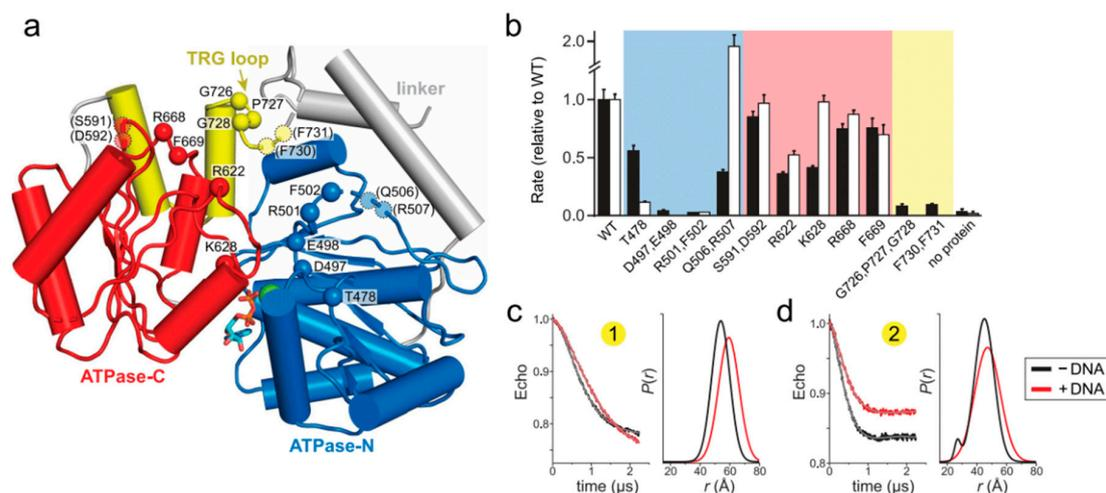 a
TRG loop
linker
G726
P727
G728
(F731)
(F730)
(S591)
(D592)
R668
F669
R622
K628
F502
(Q506)
(R507)
R501
E498
D497
T478
ATPase-C
ATPase-N
b
Rate (relative to WT)
2.0
1.0
0.5
0.0
WT
T478
D497,E498
R501,F502
Q506,R507
S591,D592
R622
K628
R668
F669
G726,P727,G728
F730,F731
no protein
c
1
Echo
1.0
0.9
0.8
0 1 2
time (µs)
P(r)
20 40 60 80
r (Å)
d
2
Echo
1.0
0.9
0.8
0 1 2
time (µs)
P(r)
20 40 60 80
r (Å)
− DNA
+ DNA